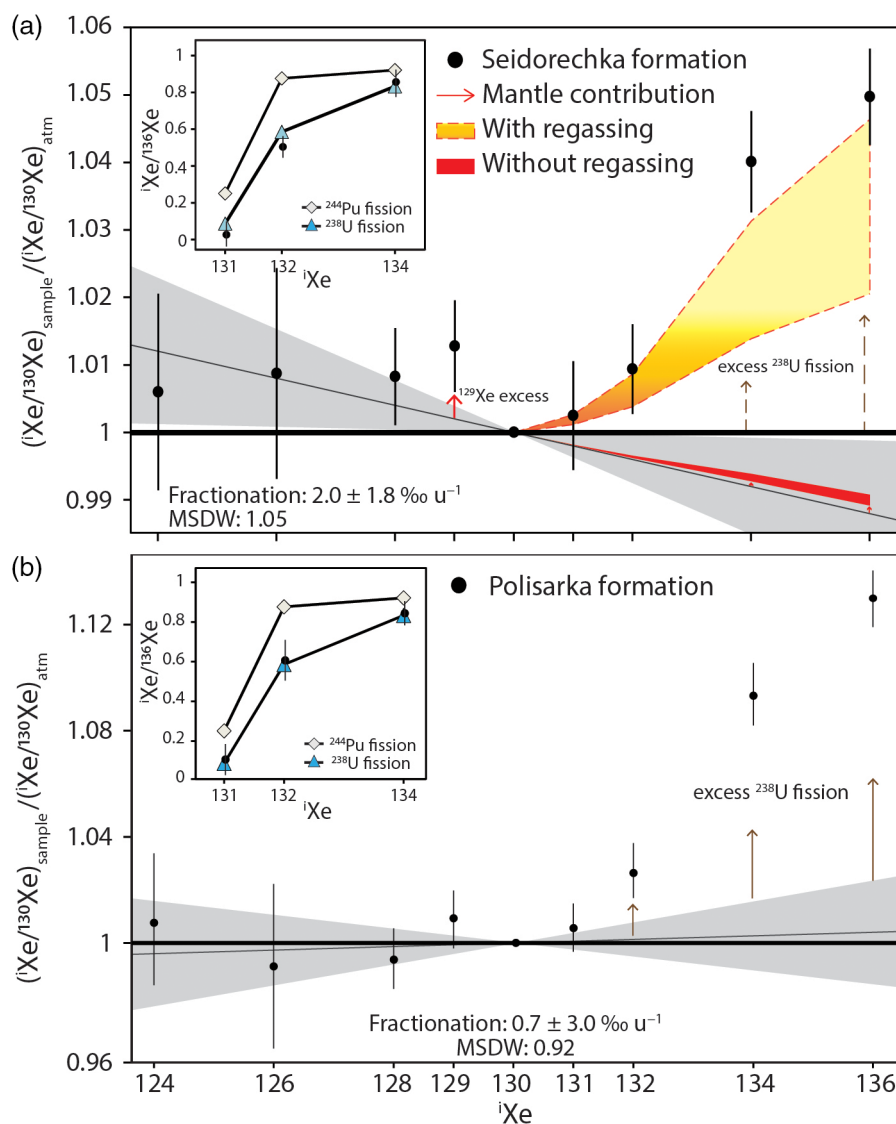 (a)
1.06
1.05
1.04
1.03
1.02
1.01
1
0.99
(ⁱXe/¹³⁰Xe)sample/(ⁱXe/¹³⁰Xe)atm
1
0.8
0.6
0.4
0.2
0
ⁱXe/¹³⁶Xe
²⁴⁴Pu fission
²³⁸U fission
131 132 134
ⁱXe
Seidorechka formation
Mantle contribution
With regassing
Without regassing
¹²⁹Xe excess
excess ²³⁸U fission
Fractionation: 2.0 ± 1.8 ‰ u⁻¹
MSDW: 1.05
(b)
1.12
1.08
1.04
1
0.96
(ⁱXe/¹³⁰Xe)sample/(ⁱXe/¹³⁰Xe)atm
1
0.8
0.6
0.4
0.2
0
ⁱXe/¹³⁶Xe
²⁴⁴Pu fission
²³⁸U fission
131 132 134
ⁱXe
Polisarka formation
excess ²³⁸U fission
Fractionation: 0.7 ± 3.0 ‰ u⁻¹
MSDW: 0.92
124 126 128 129 130 131 132 134 136
ⁱXe